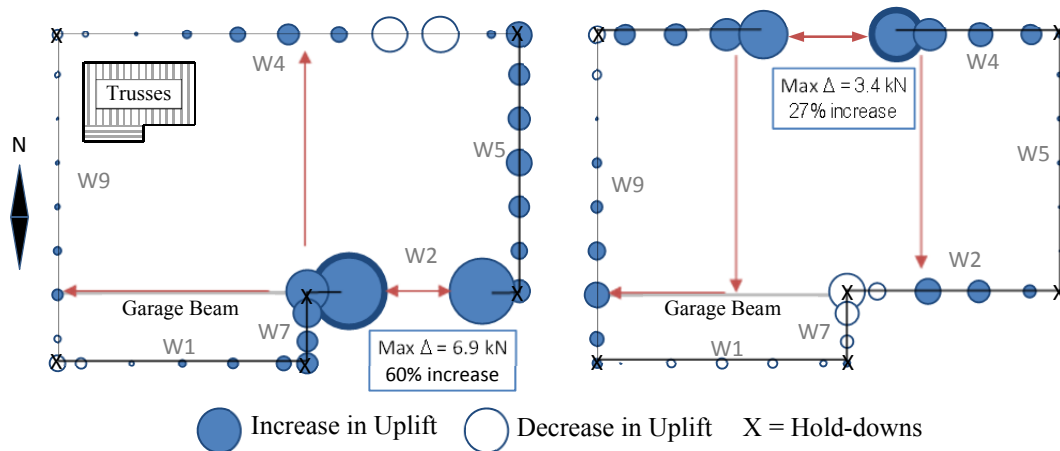 W4
Trusses
N
W9
W5
W2
Garage Beam
W7
W1
Max Δ = 6.9 kN
60% increase
X
X
X
X
X
X
Max Δ = 3.4 kN
27% increase
W4
W9
W5
W2
Garage Beam
W7
W1
X
X
X
X
X
X
Increase in Uplift
Decrease in Uplift
X = Hold-downs